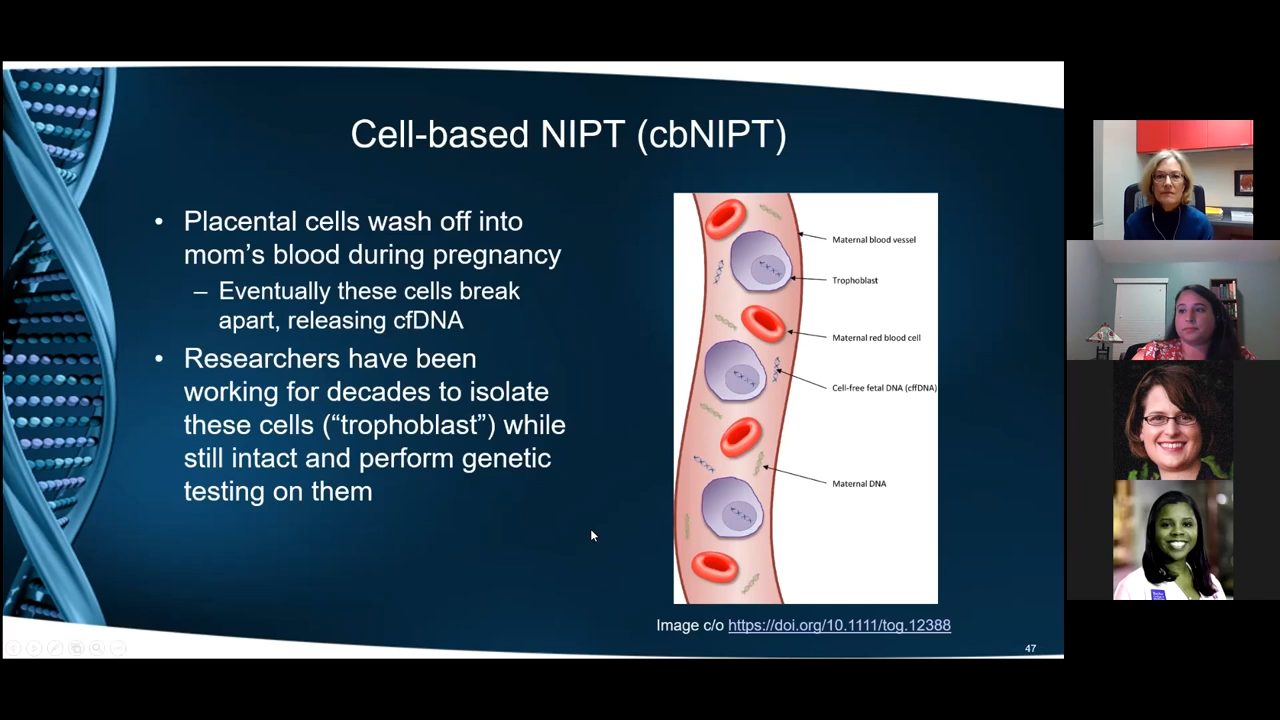 Cell-based NIPT (cbNIPT)
• Placental cells wash off into
mom’s blood during pregnancy
– Eventually these cells break
apart, releasing cfDNA
• Researchers have been
working for decades to isolate
these cells (“trophoblast”) while
still intact and perform genetic
testing on them
Maternal blood vessel
Trophoblast
Maternal red blood cell
Cell-free fetal DNA (cffDNA)
Maternal DNA
Image c/o https://doi.org/10.1111/tog.12388
47